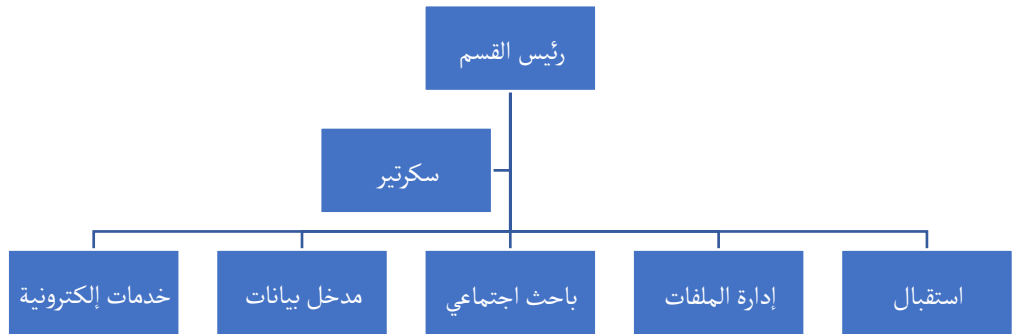 رئيس القسم
سكرتير
استقبال
إدارة الملفات
باحث اجتماعي
مدخل بيانات
خدمات إلكترونية